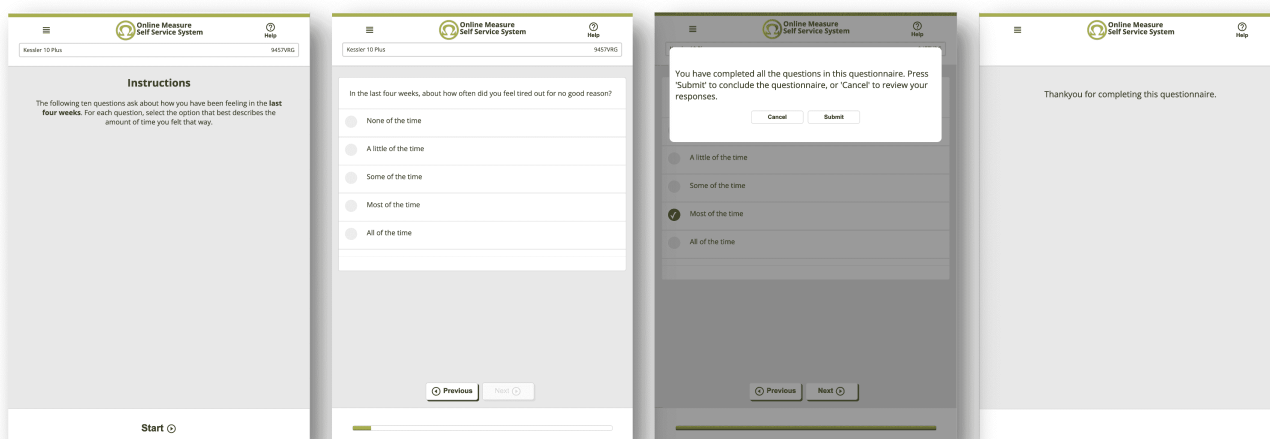 Online Measure
Self Service System
Help
Kessler 10 Plus
9457VRG
Instructions
The following ten questions ask about how you have been feeling in the last
four weeks. For each question, select the option that best describes the
amount of time you felt that way.
Start
Online Measure
Self Service System
Help
Kessler 10 Plus
9457VRG
In the last four weeks, about how often did you feel tired out for no good reason?
None of the time
A little of the time
Some of the time
Most of the time
All of the time
Previous
Next
Online Measure
Self Service System
Help
You have completed all the questions in this questionnaire. Press
'Submit' to conclude the questionnaire, or 'Cancel' to review your
responses.
Cancel
Submit
A little of the time
Some of the time
Most of the time
All of the time
Previous
Next
Online Measure
Self Service System
Help
Thankyou for completing this questionnaire.